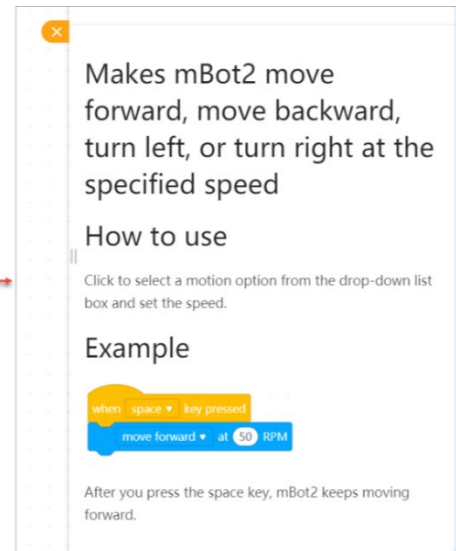 Makes mBot2 move
forward, move backward,
turn left, or turn right at the
specified speed
How to use
Click to select a motion option from the drop-down list
box and set the speed.
Example
when space key pressed
move forward at 50 RPM
After you press the space key, mBot2 keeps moving
forward.